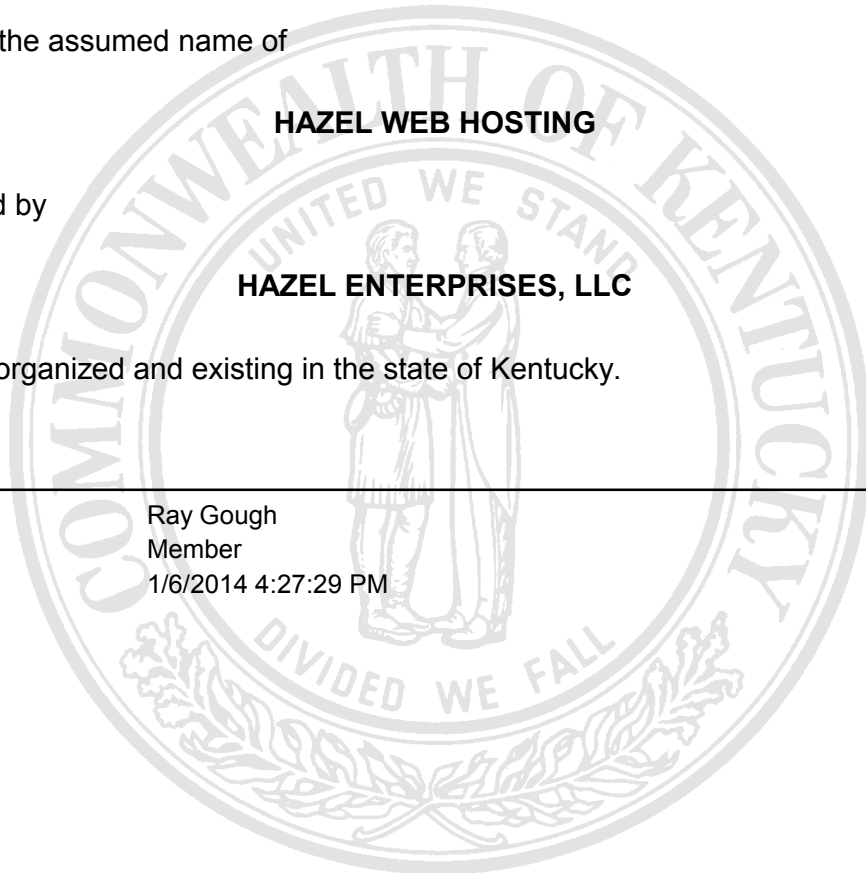 the assumed name of
HAZEL WEB HOSTING
d by
HAZEL ENTERPRISES, LLC
organized and existing in the state of Kentucky.
Ray Gough
Member
1/6/2014 4:27:29 PM
COMMONWEALTH OF KENTUCKY
UNITED WE STAND
DIVIDED WE FALL